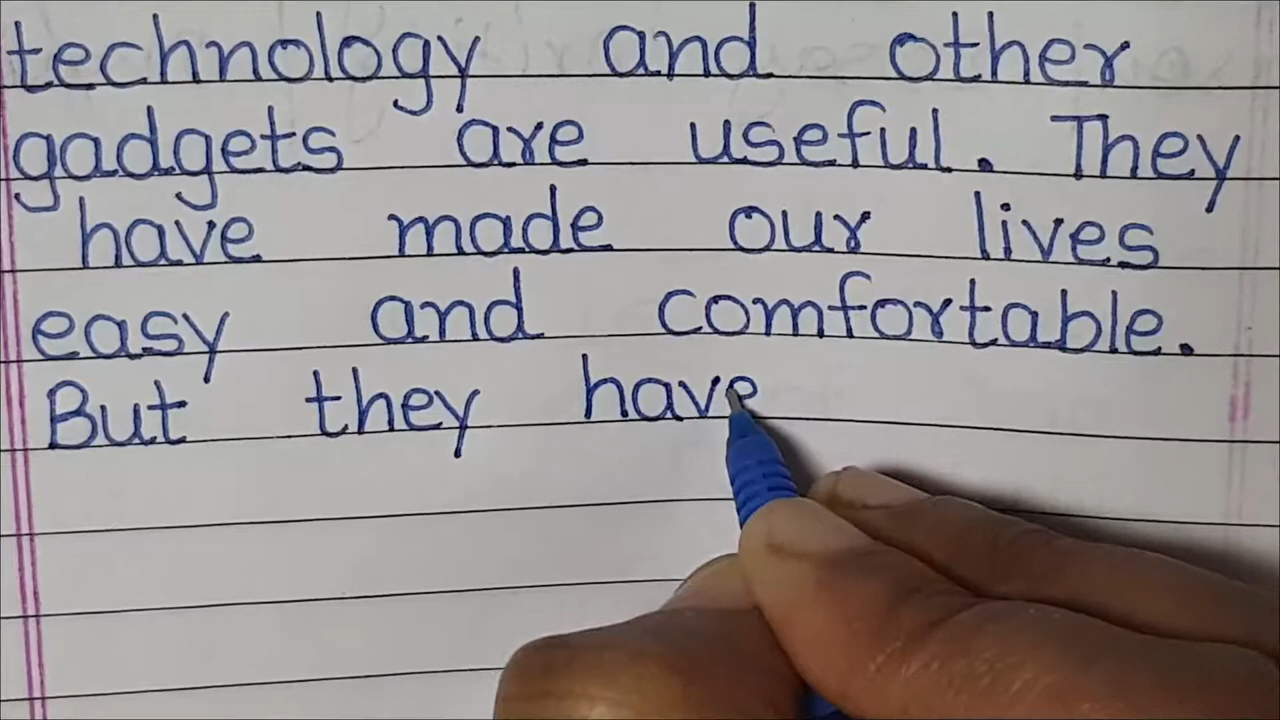 technology and other
gadgets are useful. They
have made our lives
easy and comfortable.
But they have